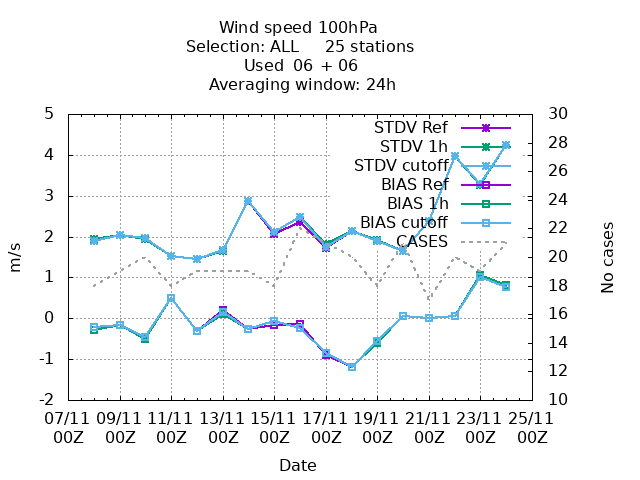 Wind speed 100hPa
Selection: ALL     25 stations
Used  06 + 06
Averaging window: 24h
5
4
3
2
1
0
-1
-2
m/s
30
28
26
24
22
20
18
16
14
12
10
No cases
STDV Ref
STDV 1h
STDV cutoff
BIAS Ref
BIAS 1h
BIAS cutoff
CASES
07/11 09/11 11/11 13/11 15/11 17/11 19/11 21/11 23/11 25/11
00Z 00Z 00Z 00Z 00Z 00Z 00Z 00Z 00Z 00Z
Date